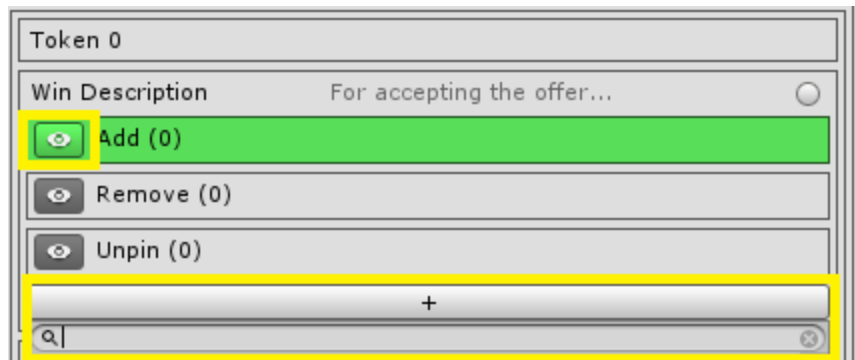 Token 0
Win Description For accepting the offer...
Add (0)
Remove (0)
Unpin (0)
+